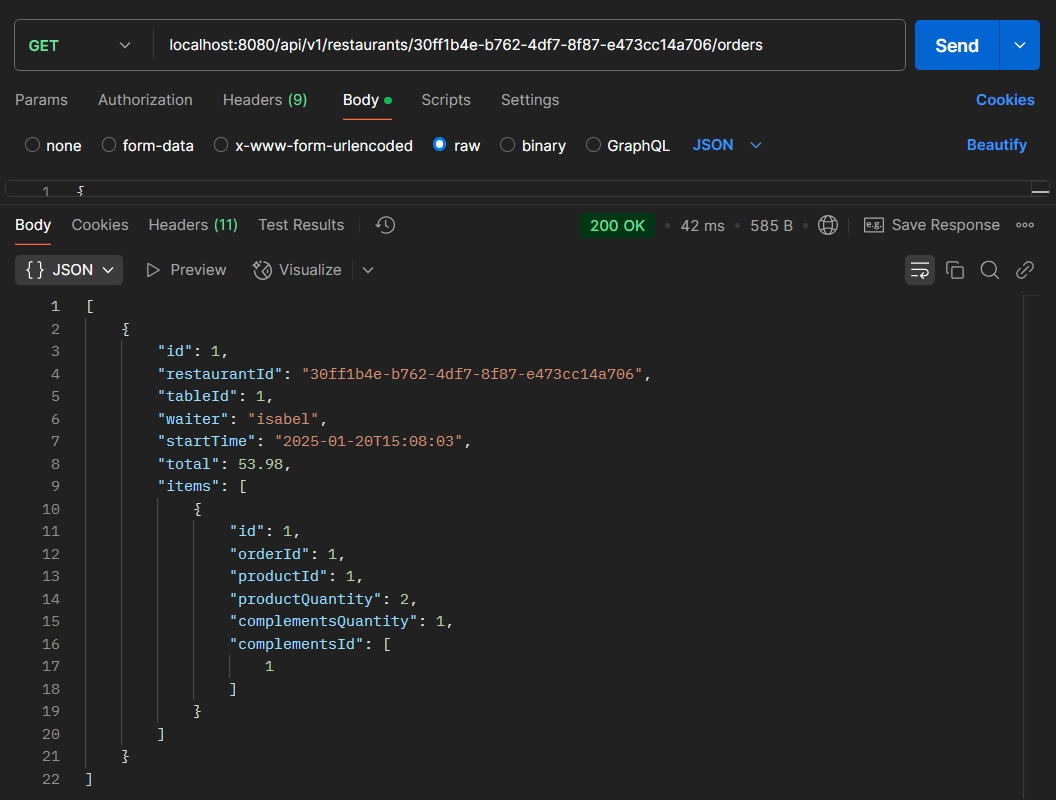 GET localhost:8080/api/v1/restaurants/30ff1b4e-b762-4df7-8f87-e473cc14a706/orders Send
Params Authorization Headers (9) Body Scripts Settings Cookies
none form-data x-www-form-urlencoded raw binary GraphQL JSON Beautify
1 {
Body Cookies Headers (11) Test Results 200 OK 42 ms 585 B e.g. Save Response
{} JSON Preview Visualize
1 [
2 {
3 "id": 1,
4 "restaurantId": "30ff1b4e-b762-4df7-8f87-e473cc14a706",
5 "tableId": 1,
6 "waiter": "isabel",
7 "startTime": "2025-01-20T15:08:03",
8 "total": 53.98,
9 "items": [
10 {
11 "id": 1,
12 "orderId": 1,
13 "productId": 1,
14 "productQuantity": 2,
15 "complementsQuantity": 1,
16 "complementsId": [
17 1
18 ]
19 }
20 ]
21 }
22 ]